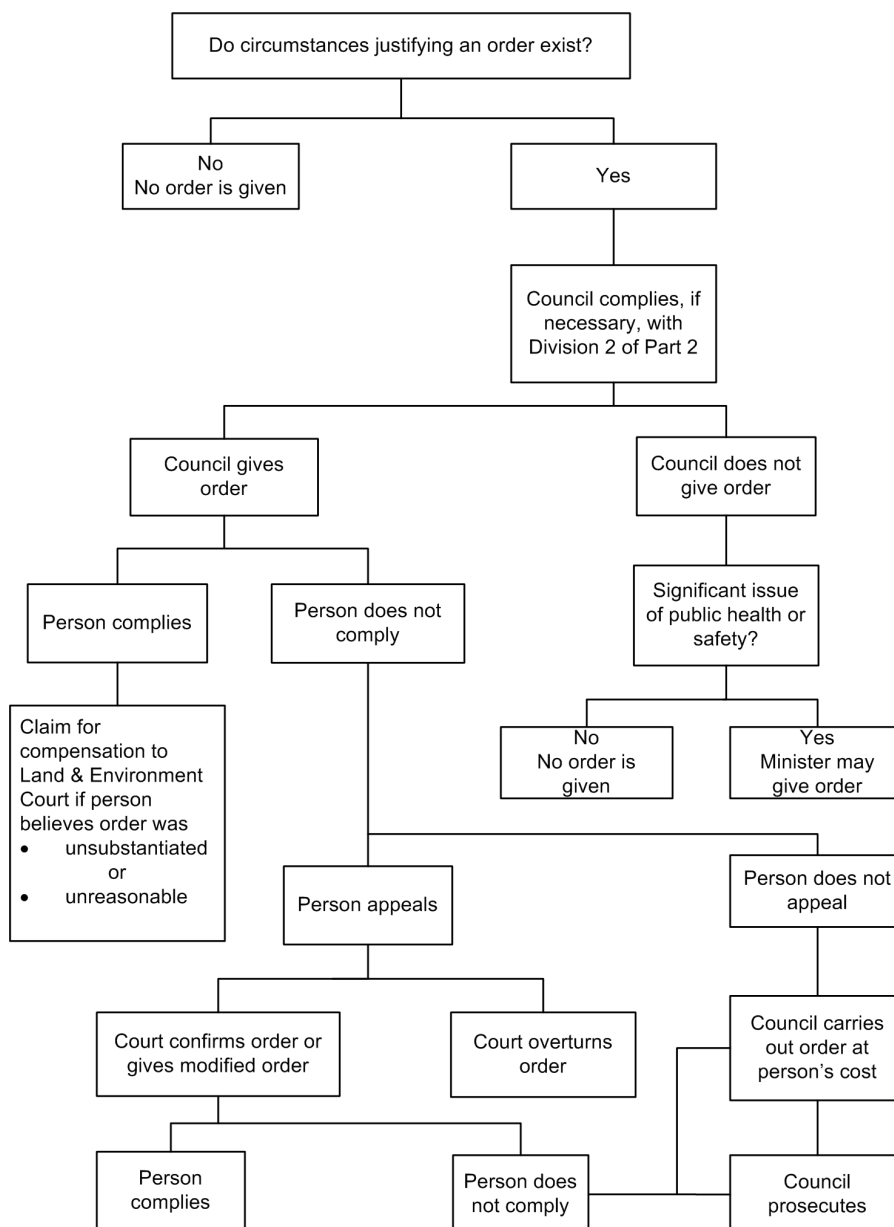 Do circumstances justifying an order exist?
No
No order is given
Yes
Council complies, if
necessary, with
Division 2 of Part 2
Council gives
order
Council does not
give order
Person complies
Person does not
comply
Significant issue
of public health or
safety?
Claim for
compensation to
Land & Environment
Court if person
believes order was
• unsubstantiated
or
• unreasonable
No
No order is
given
Yes
Minister may
give order
Person appeals
Person does not
appeal
Court confirms order or
gives modified order
Court overturns
order
Council carries
out order at
person's cost
Person
complies
Person does
not comply
Council
prosecutes